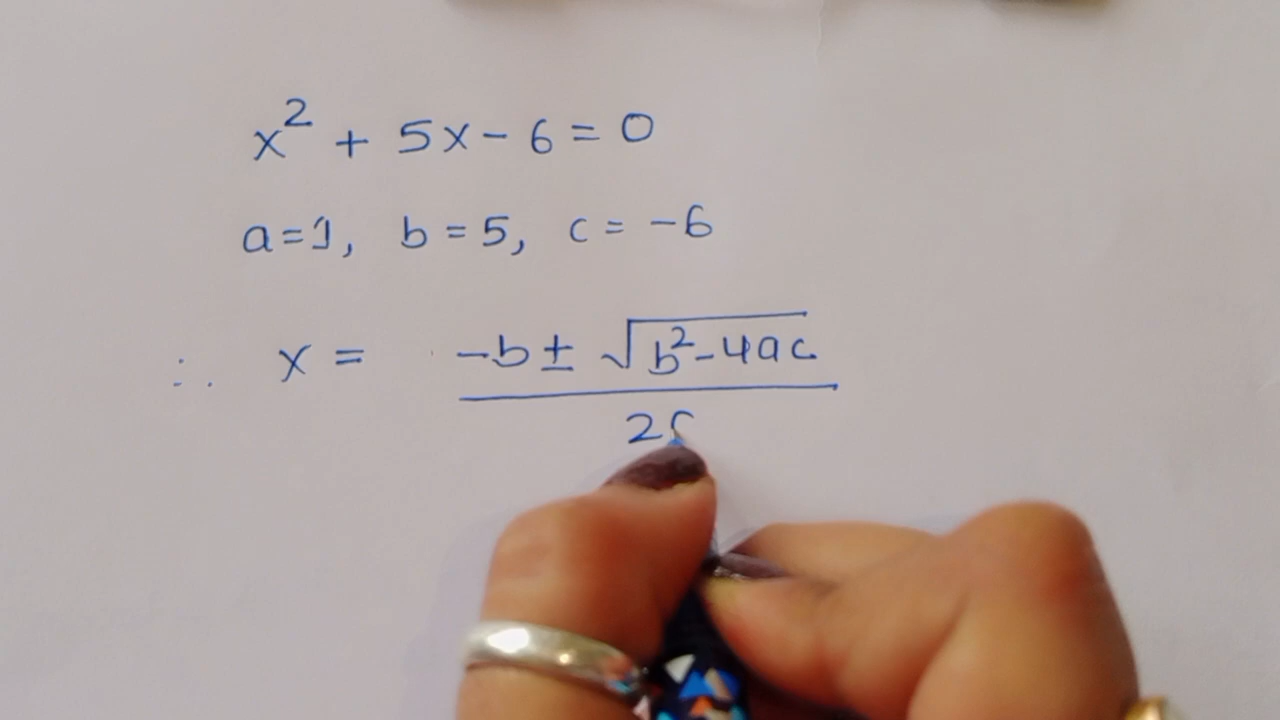 x² + 5x - 6 = 0
a = 1, b = 5, c = -6
∴ x = -b ± √(b² - 4ac) / 2